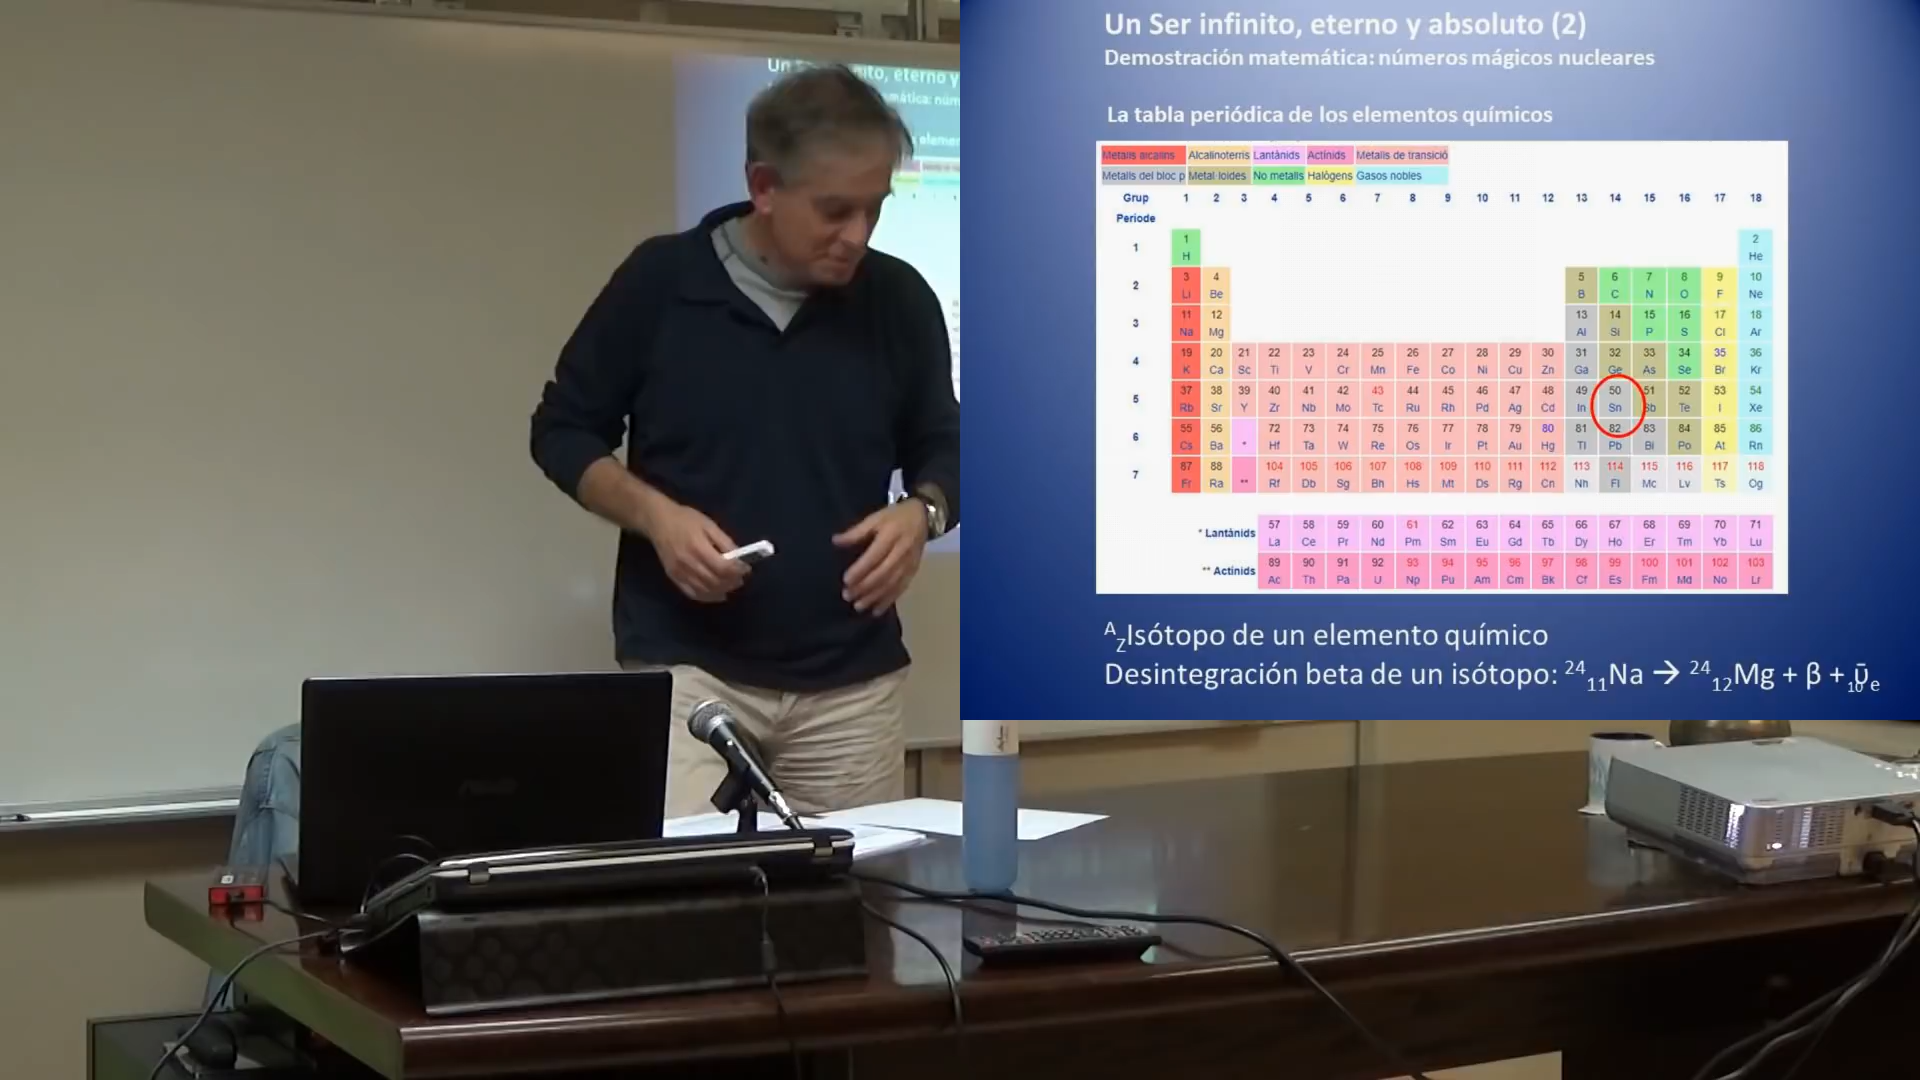 Un Ser infinito, eterno y absoluto (2)
Demostración matemática: números mágicos nucleares
La tabla periódica de los elementos químicos
Metalls alcalins Alcalinoterris Lantànids Actínids Metalls de transició
Metalls del bloc p Metal·loides No metalls Halògens Gasos nobles
Grup 1 2 3 4 5 6 7 8 9 10 11 12 13 14 15 16 17 18
Període
1 2
1 H He
3 4 5 6 7 8 9 10
2 Li Be B C N O F Ne
11 12 13 14 15 16 17 18
3 Na Mg Al Si P S Cl Ar
19 20 21 22 23 24 25 26 27 28 29 30 31 32 33 34 35 36
4 K Ca Sc Ti V Cr Mn Fe Co Ni Cu Zn Ga Ge As Se Br Kr
37 38 39 40 41 42 43 44 45 46 47 48 49 50 51 52 53 54
5 Rb Sr Y Zr Nb Mo Tc Ru Rh Pd Ag Cd In Sn Sb Te I Xe
55 56 * 72 73 74 75 76 77 78 79 80 81 82 83 84 85 86
6 Cs Ba Hf Ta W Re Os Ir Pt Au Hg Tl Pb Bi Po At Rn
87 88 ** 104 105 106 107 108 109 110 111 112 113 114 115 116 117 118
7 Fr Ra Rf Db Sg Bh Hs Mt Ds Rg Cn Nh Fl Mc Lv Ts Og
57 58 59 60 61 62 63 64 65 66 67 68 69 70 71
* Lantànids La Ce Pr Nd Pm Sm Eu Gd Tb Dy Ho Er Tm Yb Lu
89 90 91 92 93 94 95 96 97 98 99 100 101 102 103
** Actínids Ac Th Pa U Np Pu Am Cm Bk Cf Es Fm Md No Lr
ᴬzIsótopo de un elemento químico
Desintegración beta de un isótopo: ²⁴₁₁Na → ²⁴₁₂Mg + β + ῡₑ
10